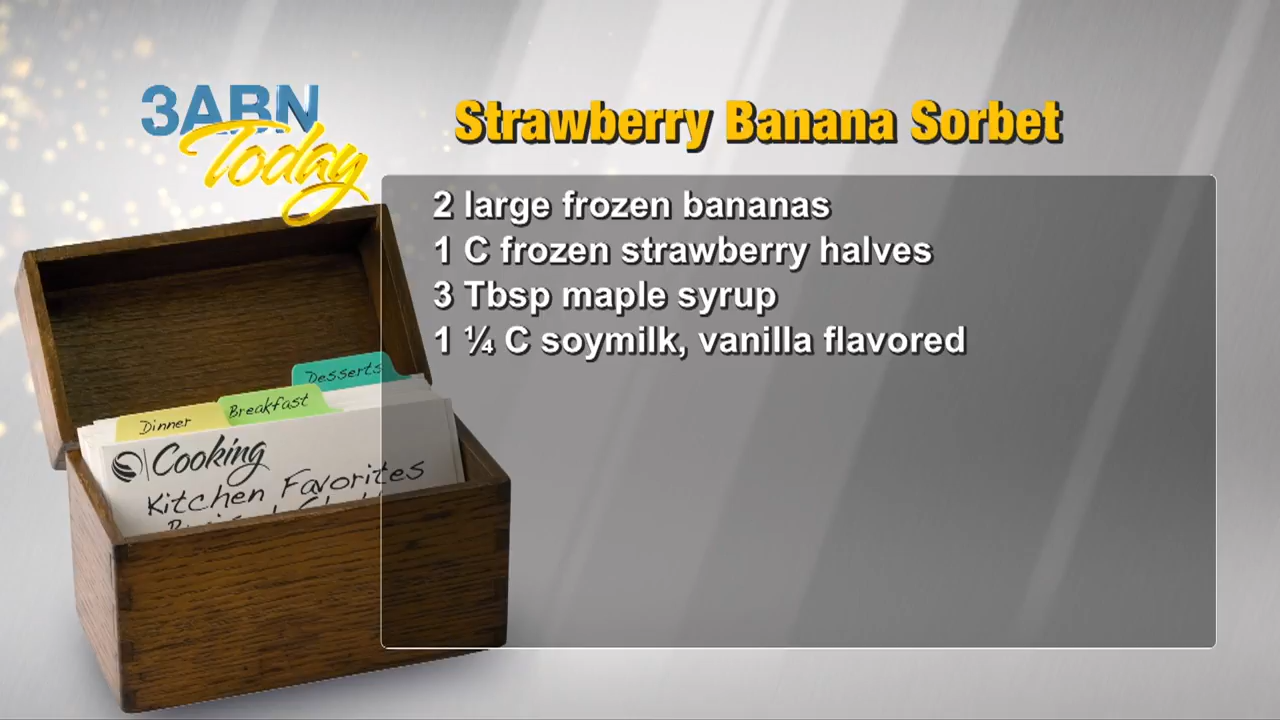 3ABN
Today
Strawberry Banana Sorbet
2 large frozen bananas
1 C frozen strawberry halves
3 Tbsp maple syrup
1 ¼ C soymilk, vanilla flavored
Desserts
Breakfast
Dinner
Cooking
Kitchen Favorites